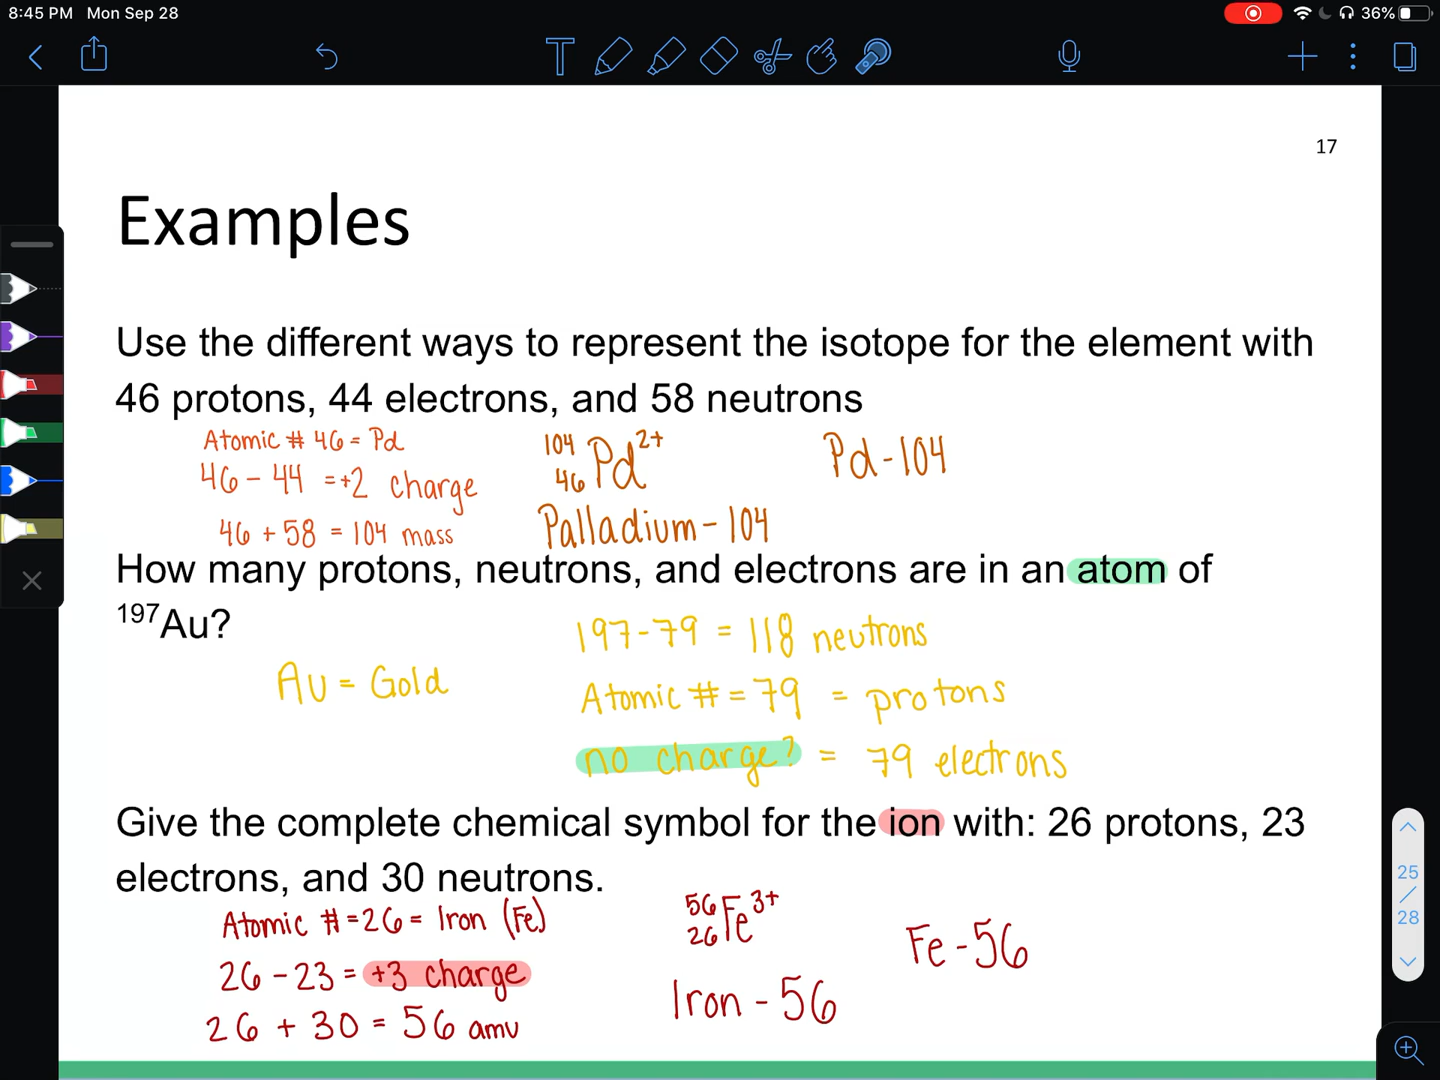 8:45 PM Mon Sep 28
36%
17
Examples
Use the different ways to represent the isotope for the element with
46 protons, 44 electrons, and 58 neutrons
Atomic # 46 = Pd
46 - 44 = +2 charge
46 + 58 = 104 mass
104 46 Pd 2+
Pd - 104
Palladium - 104
How many protons, neutrons, and electrons are in an atom of
197Au?
Au = Gold
197 - 79 = 118 neutrons
Atomic # = 79 = protons
no charge? = 79 electrons
Give the complete chemical symbol for the ion with: 26 protons, 23
electrons, and 30 neutrons.
Atomic # = 26 = Iron (Fe)
26 - 23 = +3 charge
26 + 30 = 56 amu
56 26 Fe 3+
Fe - 56
Iron - 56
25
/
28